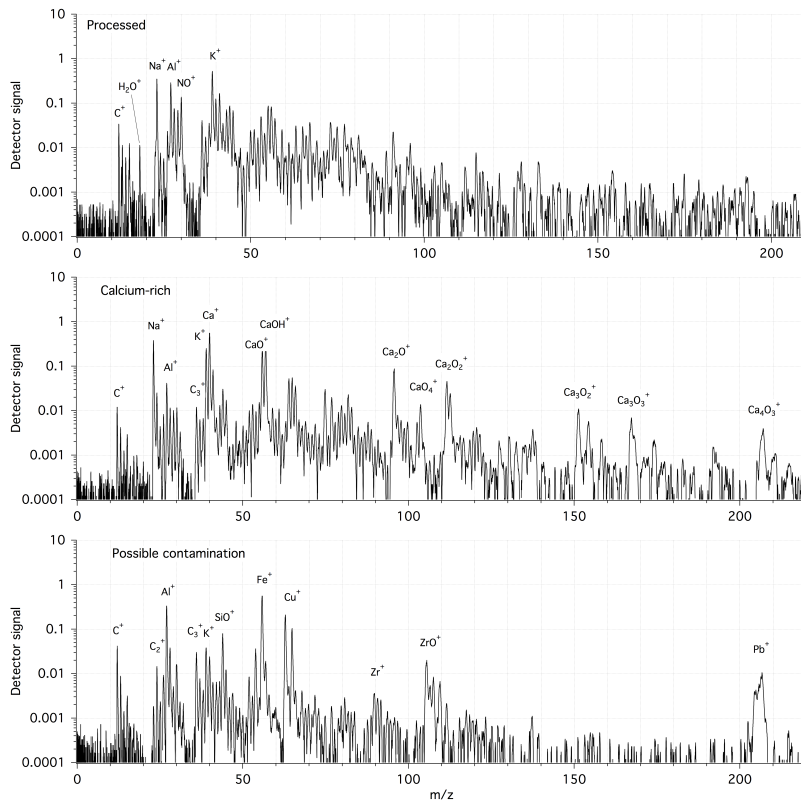 Processed
10
1
0.1
0.01
0.001
0.0001
Detector signal
C+
H2O+
Na+
Al+
NO+
K+
0 50 100 150 200
Calcium-rich
10
1
0.1
0.01
0.001
0.0001
Detector signal
C+
Na+
Al+
C3+
K+
Ca+
CaO+
CaOH+
Ca2O+
CaO4+
Ca2O2+
Ca3O2+
Ca3O3+
Ca4O3+
0 50 100 150 200
Possible contamination
10
1
0.1
0.01
0.001
0.0001
Detector signal
C+
C2+
Al+
C3+
K+
SiO+
Fe+
Cu+
Zr+
ZrO+
Pb+
0 50 100 150 200
m/z